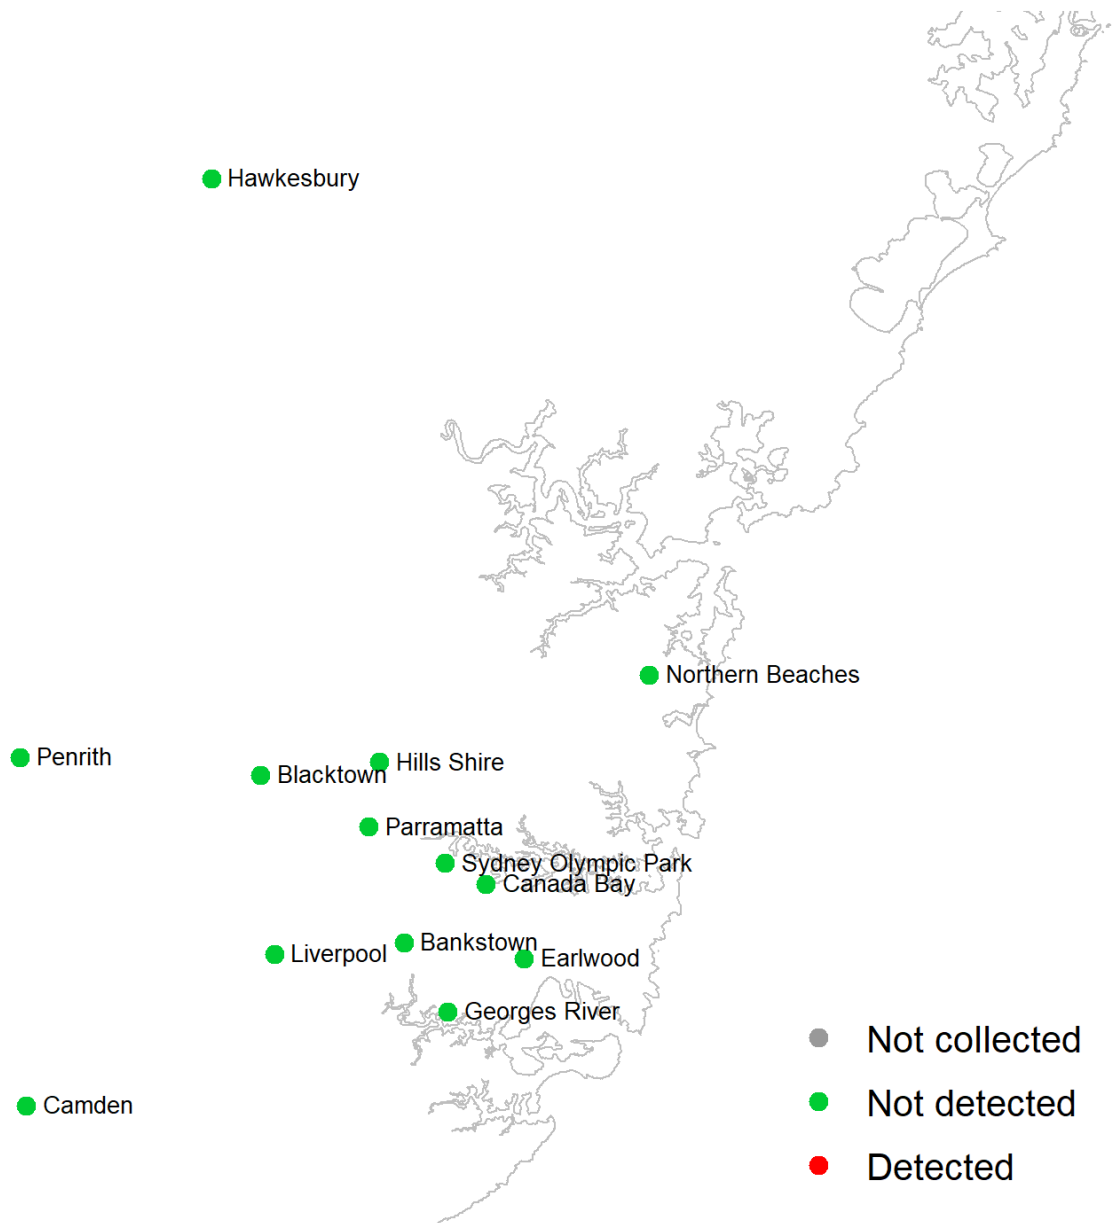 Hawkesbury
Northern Beaches
Penrith
Hills Shire
Blacktown
Parramatta
Sydney Olympic Park
Canada Bay
Bankstown
Liverpool
Earlwood
Georges River
Not collected
Not detected
Camden
Detected